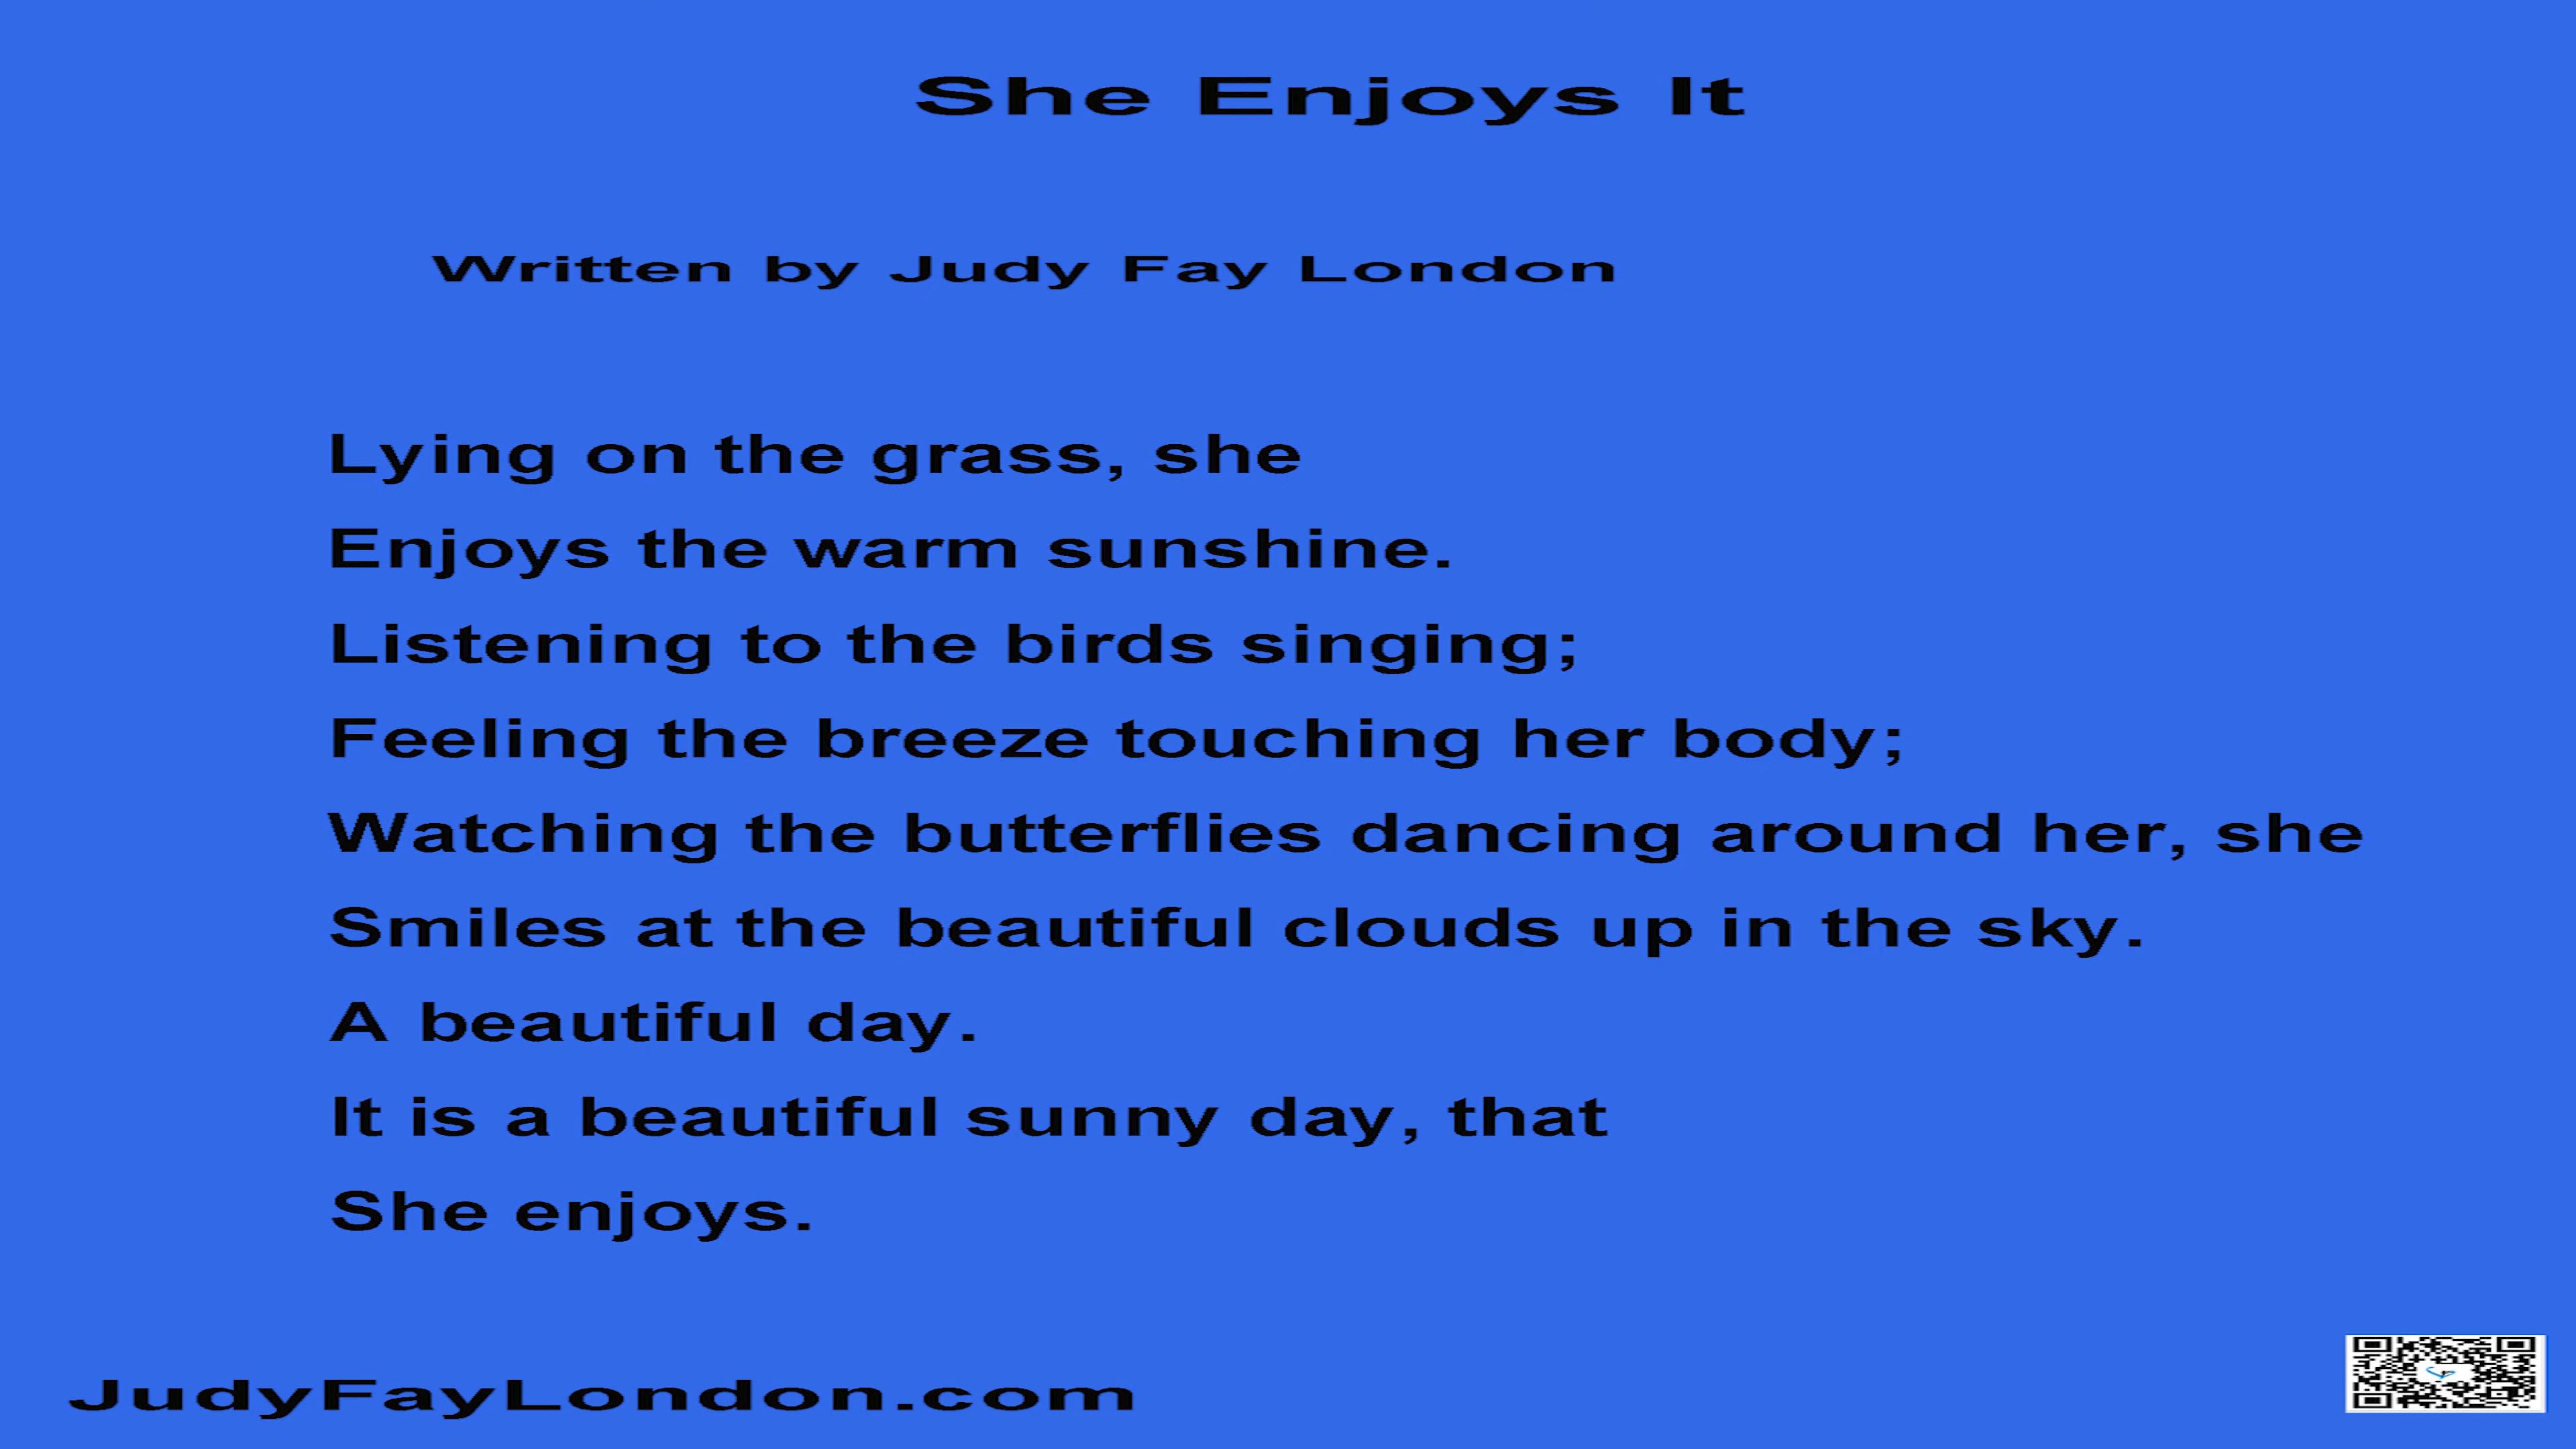 She Enjoys It
Written by Judy Fay London
Lying on the grass, she
Enjoys the warm sunshine.
Listening to the birds singing;
Feeling the breeze touching her body;
Watching the butterflies dancing around her, she
Smiles at the beautiful clouds up in the sky.
A beautiful day.
It is a beautiful sunny day, that
She enjoys.
JudyFayLondon.com